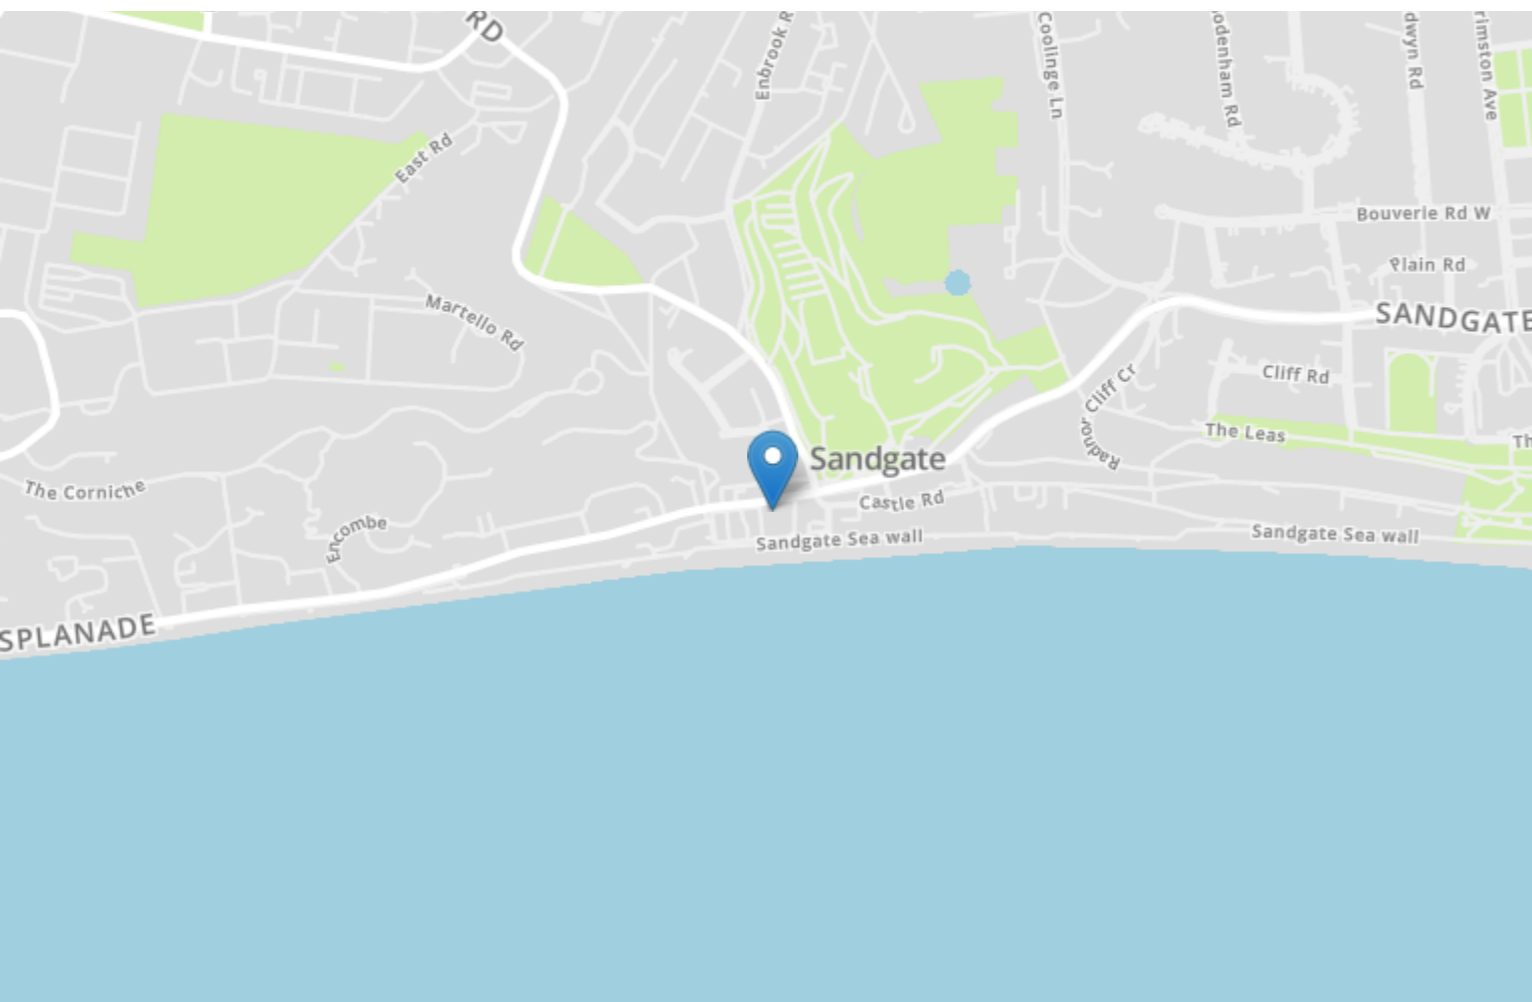 RD
Enbrook R
Coolinge Ln
odenham Rd
dwyn Rd
rlmston Ave
East Rd
Bouverie Rd W
Plain Rd
Martello Rd
SANDGATE
Cliff Rd
Radnor Cliff Cr
The Leas
Th
Sandgate
The Corniche
Castle Rd
Encombe
Sandgate Sea wall
Sandgate Sea wall
SPLANADE